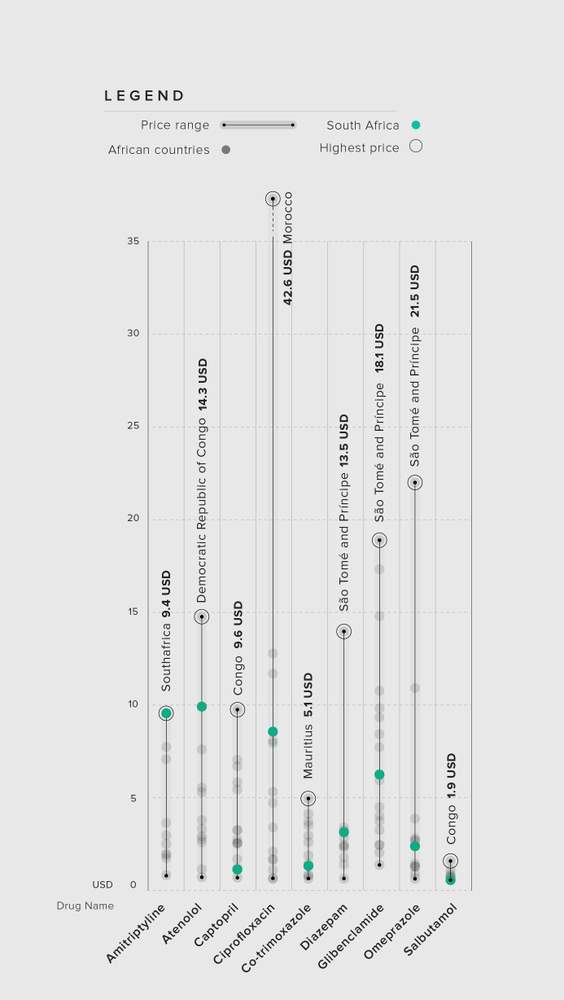 LEGEND
Price range
South Africa
African countries
Highest price
42.6 USD Morocco
35
30
25
20
15
10
5
USD 0
Southafrica 9.4 USD
Democratic Republic of Congo 14.3 USD
Congo 9.6 USD
Mauritius 5.1 USD
São Tomé and Príncipe 13.5 USD
São Tomé and Príncipe 18.1 USD
São Tomé and Príncipe 21.5 USD
Congo 1.9 USD
Drug Name
Amitriptyline
Atenolol
Captopril
Ciprofloxacin
Co-trimoxazole
Diazepam
Glibenclamide
Omeprazole
Salbutamol